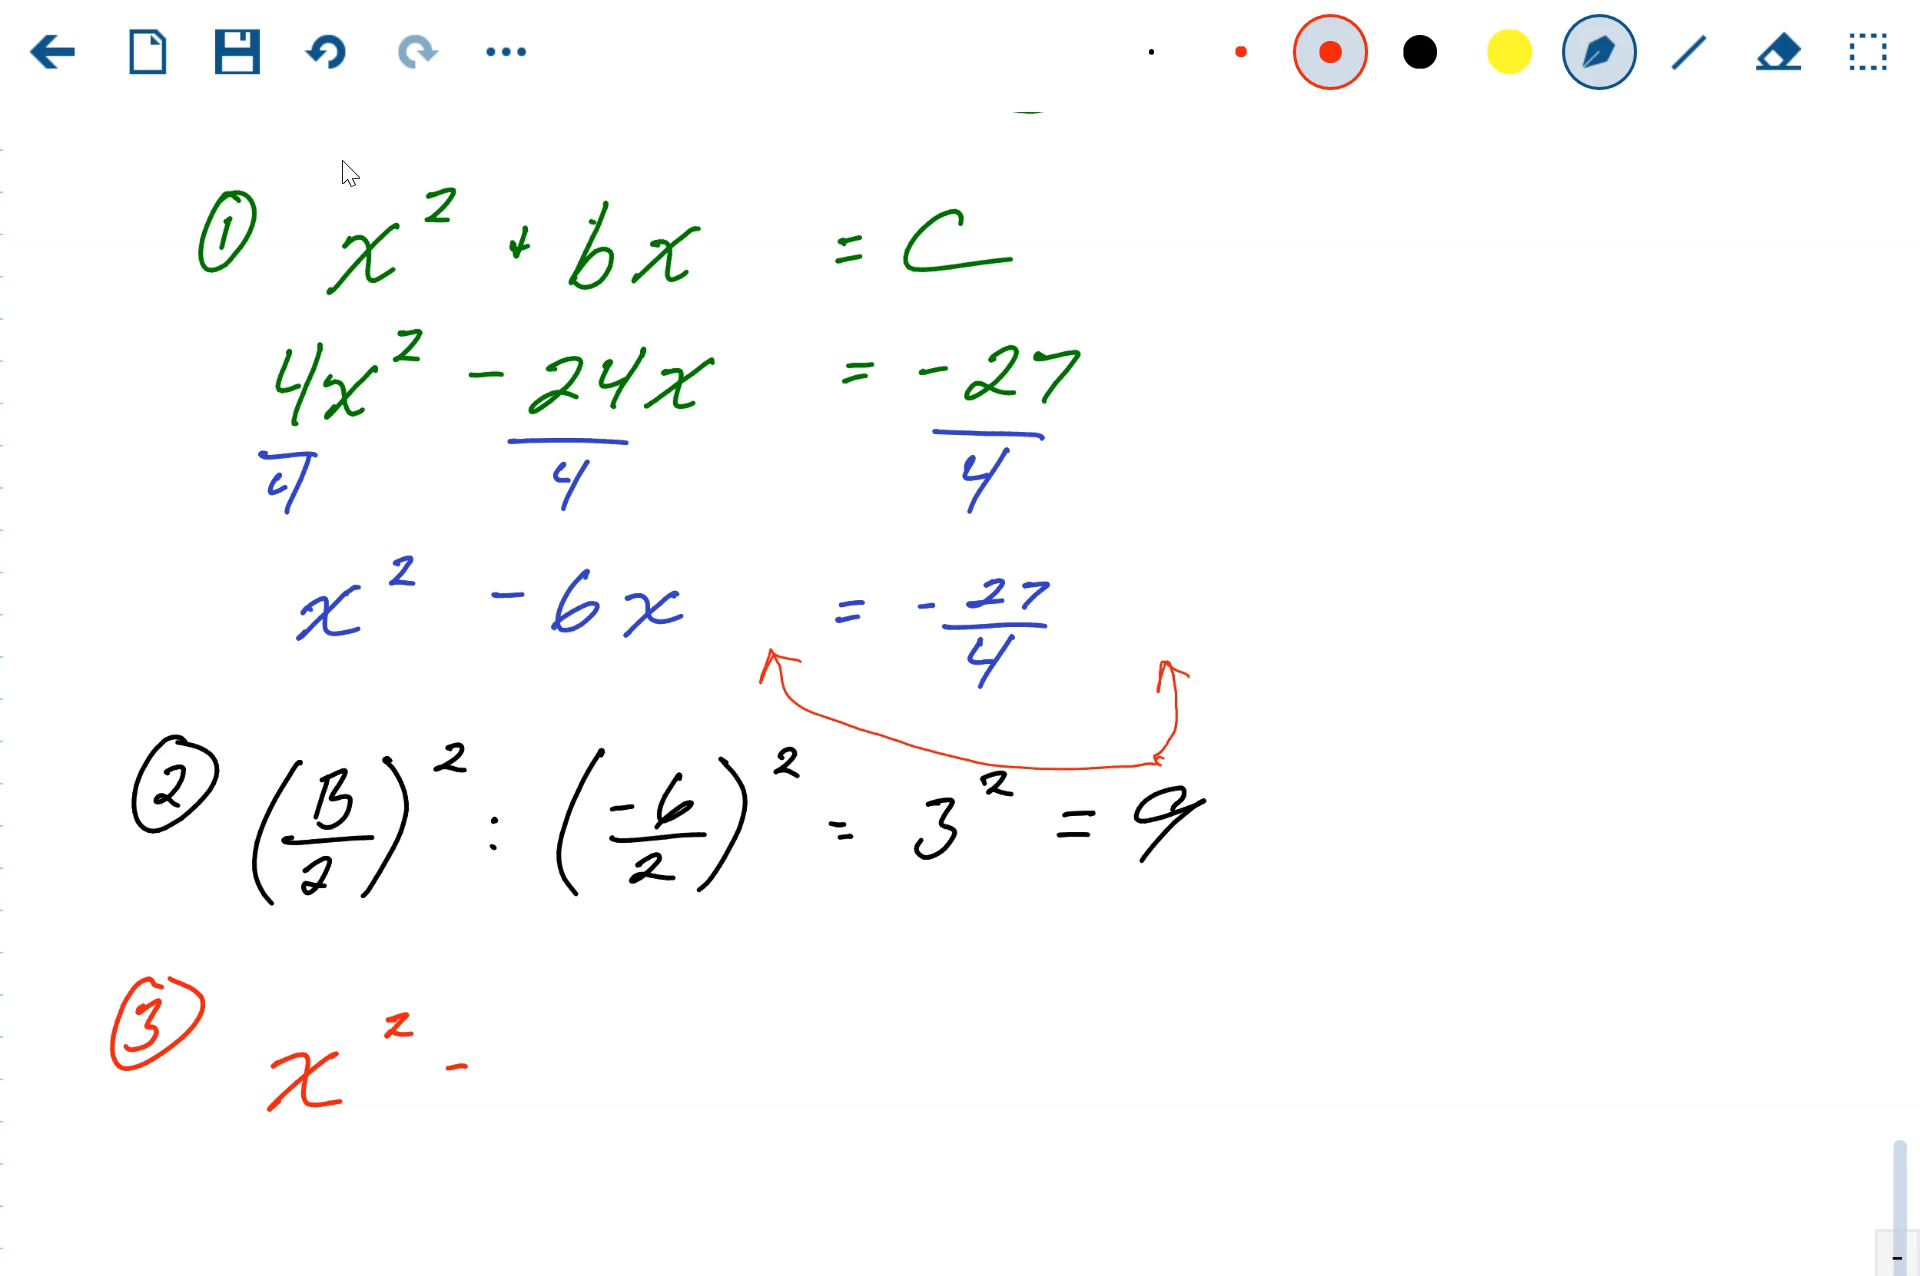 ① x² + bx = C
4x² - 24x = -27
4 4 4
x² - 6x = - 27/4
② (B/2)² : (-6/2)² = 3² = 9
③ x² -